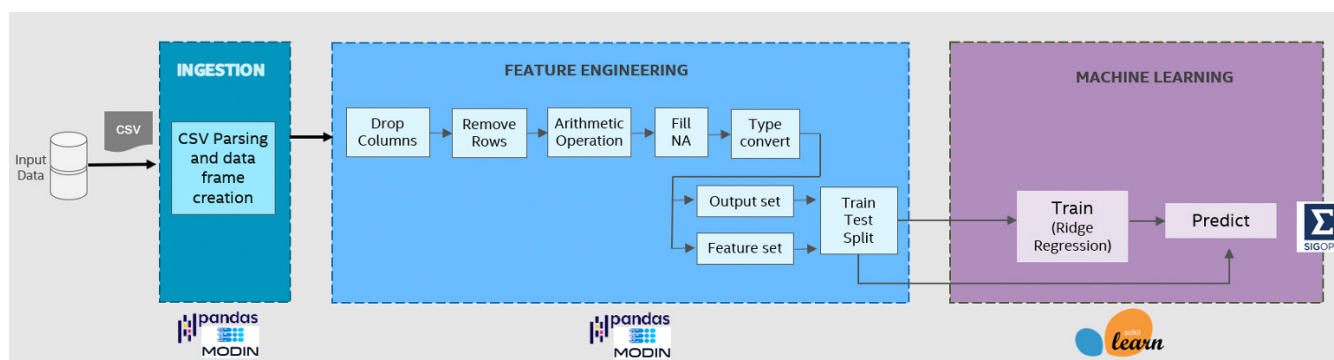 INGESTION
FEATURE ENGINEERING
MACHINE LEARNING
Input
Data
CSV
CSV Parsing
and data
frame
creation
Drop
Columns
Remove
Rows
Arithmetic
Operation
Fill
NA
Type
convert
Output set
Feature set
Train
Test
Split
Train
(Ridge
Regression)
Predict
SIGOP
pandas
MODIN
pandas
MODIN
scikit
learn